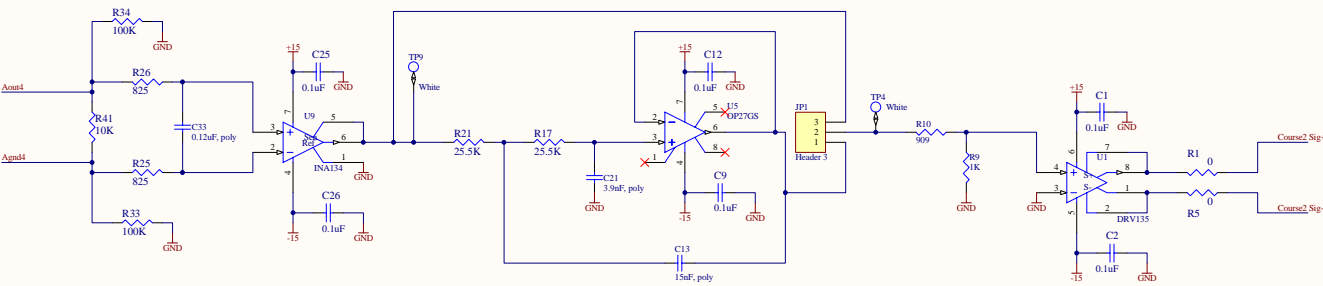 R34
100K
GND
Aout4
R26
825
R41
10K
C33
0.12uF, poly
Agnd4
R25
825
R33
100K
GND
+15
C25
0.1uF
GND
7
U9
3
2
5
6
1
Sen
Ref
INA134
GND
4
C26
0.1uF
GND
-15
TP9
White
R21
25.5K
R17
25.5K
C21
3.9nF, poly
GND
+15
C12
0.1uF
GND
7
2
3
5
U5
OP27GS
6
1
8
4
C9
0.1uF
GND
-15
C13
15nF, poly
JP1
3
2
1
Header 3
TP4
White
R10
909
R9
1K
GND
+15
C1
0.1uF
GND
6
U1
7
4
3
S+
S-
8
1
2
GND
DRV135
5
C2
0.1uF
GND
-15
R1
0
R5
0
Course2 Sig+
Course2 Sig-